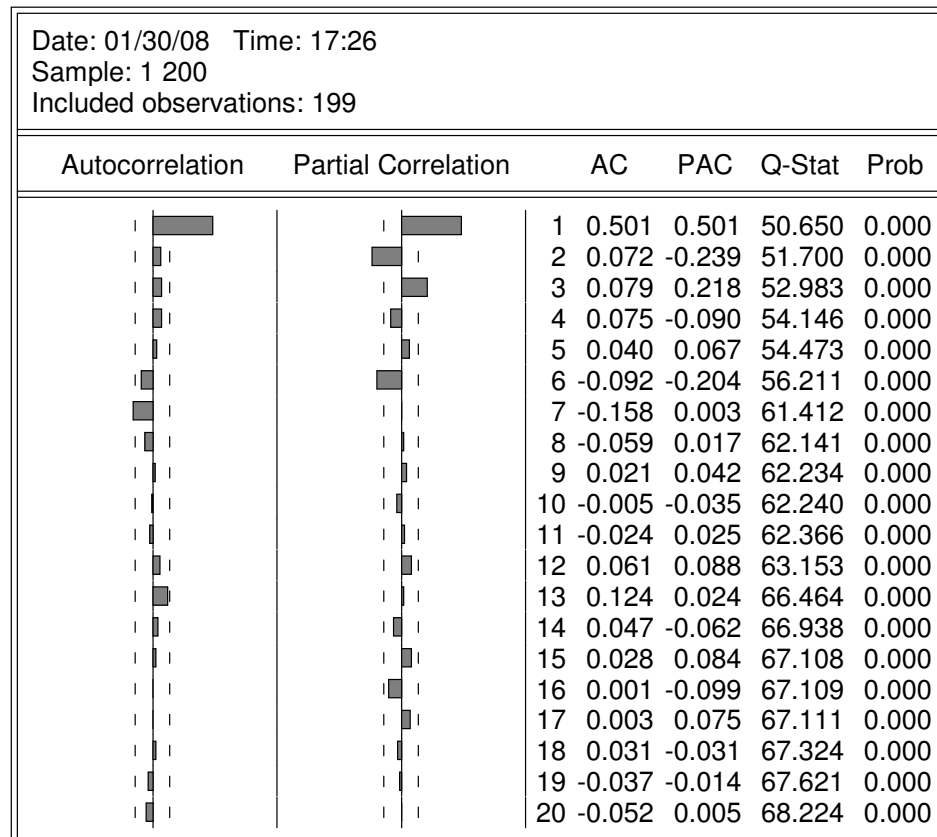 Date: 01/30/08 Time: 17:26
Sample: 1 200
Included observations: 199
Autocorrelation Partial Correlation AC PAC Q-Stat Prob
1 0.501 0.501 50.650 0.000
2 0.072 -0.239 51.700 0.000
3 0.079 0.218 52.983 0.000
4 0.075 -0.090 54.146 0.000
5 0.040 0.067 54.473 0.000
6 -0.092 -0.204 56.211 0.000
7 -0.158 0.003 61.412 0.000
8 -0.059 0.017 62.141 0.000
9 0.021 0.042 62.234 0.000
10 -0.005 -0.035 62.240 0.000
11 -0.024 0.025 62.366 0.000
12 0.061 0.088 63.153 0.000
13 0.124 0.024 66.464 0.000
14 0.047 -0.062 66.938 0.000
15 0.028 0.084 67.108 0.000
16 0.001 -0.099 67.109 0.000
17 0.003 0.075 67.111 0.000
18 0.031 -0.031 67.324 0.000
19 -0.037 -0.014 67.621 0.000
20 -0.052 0.005 68.224 0.000